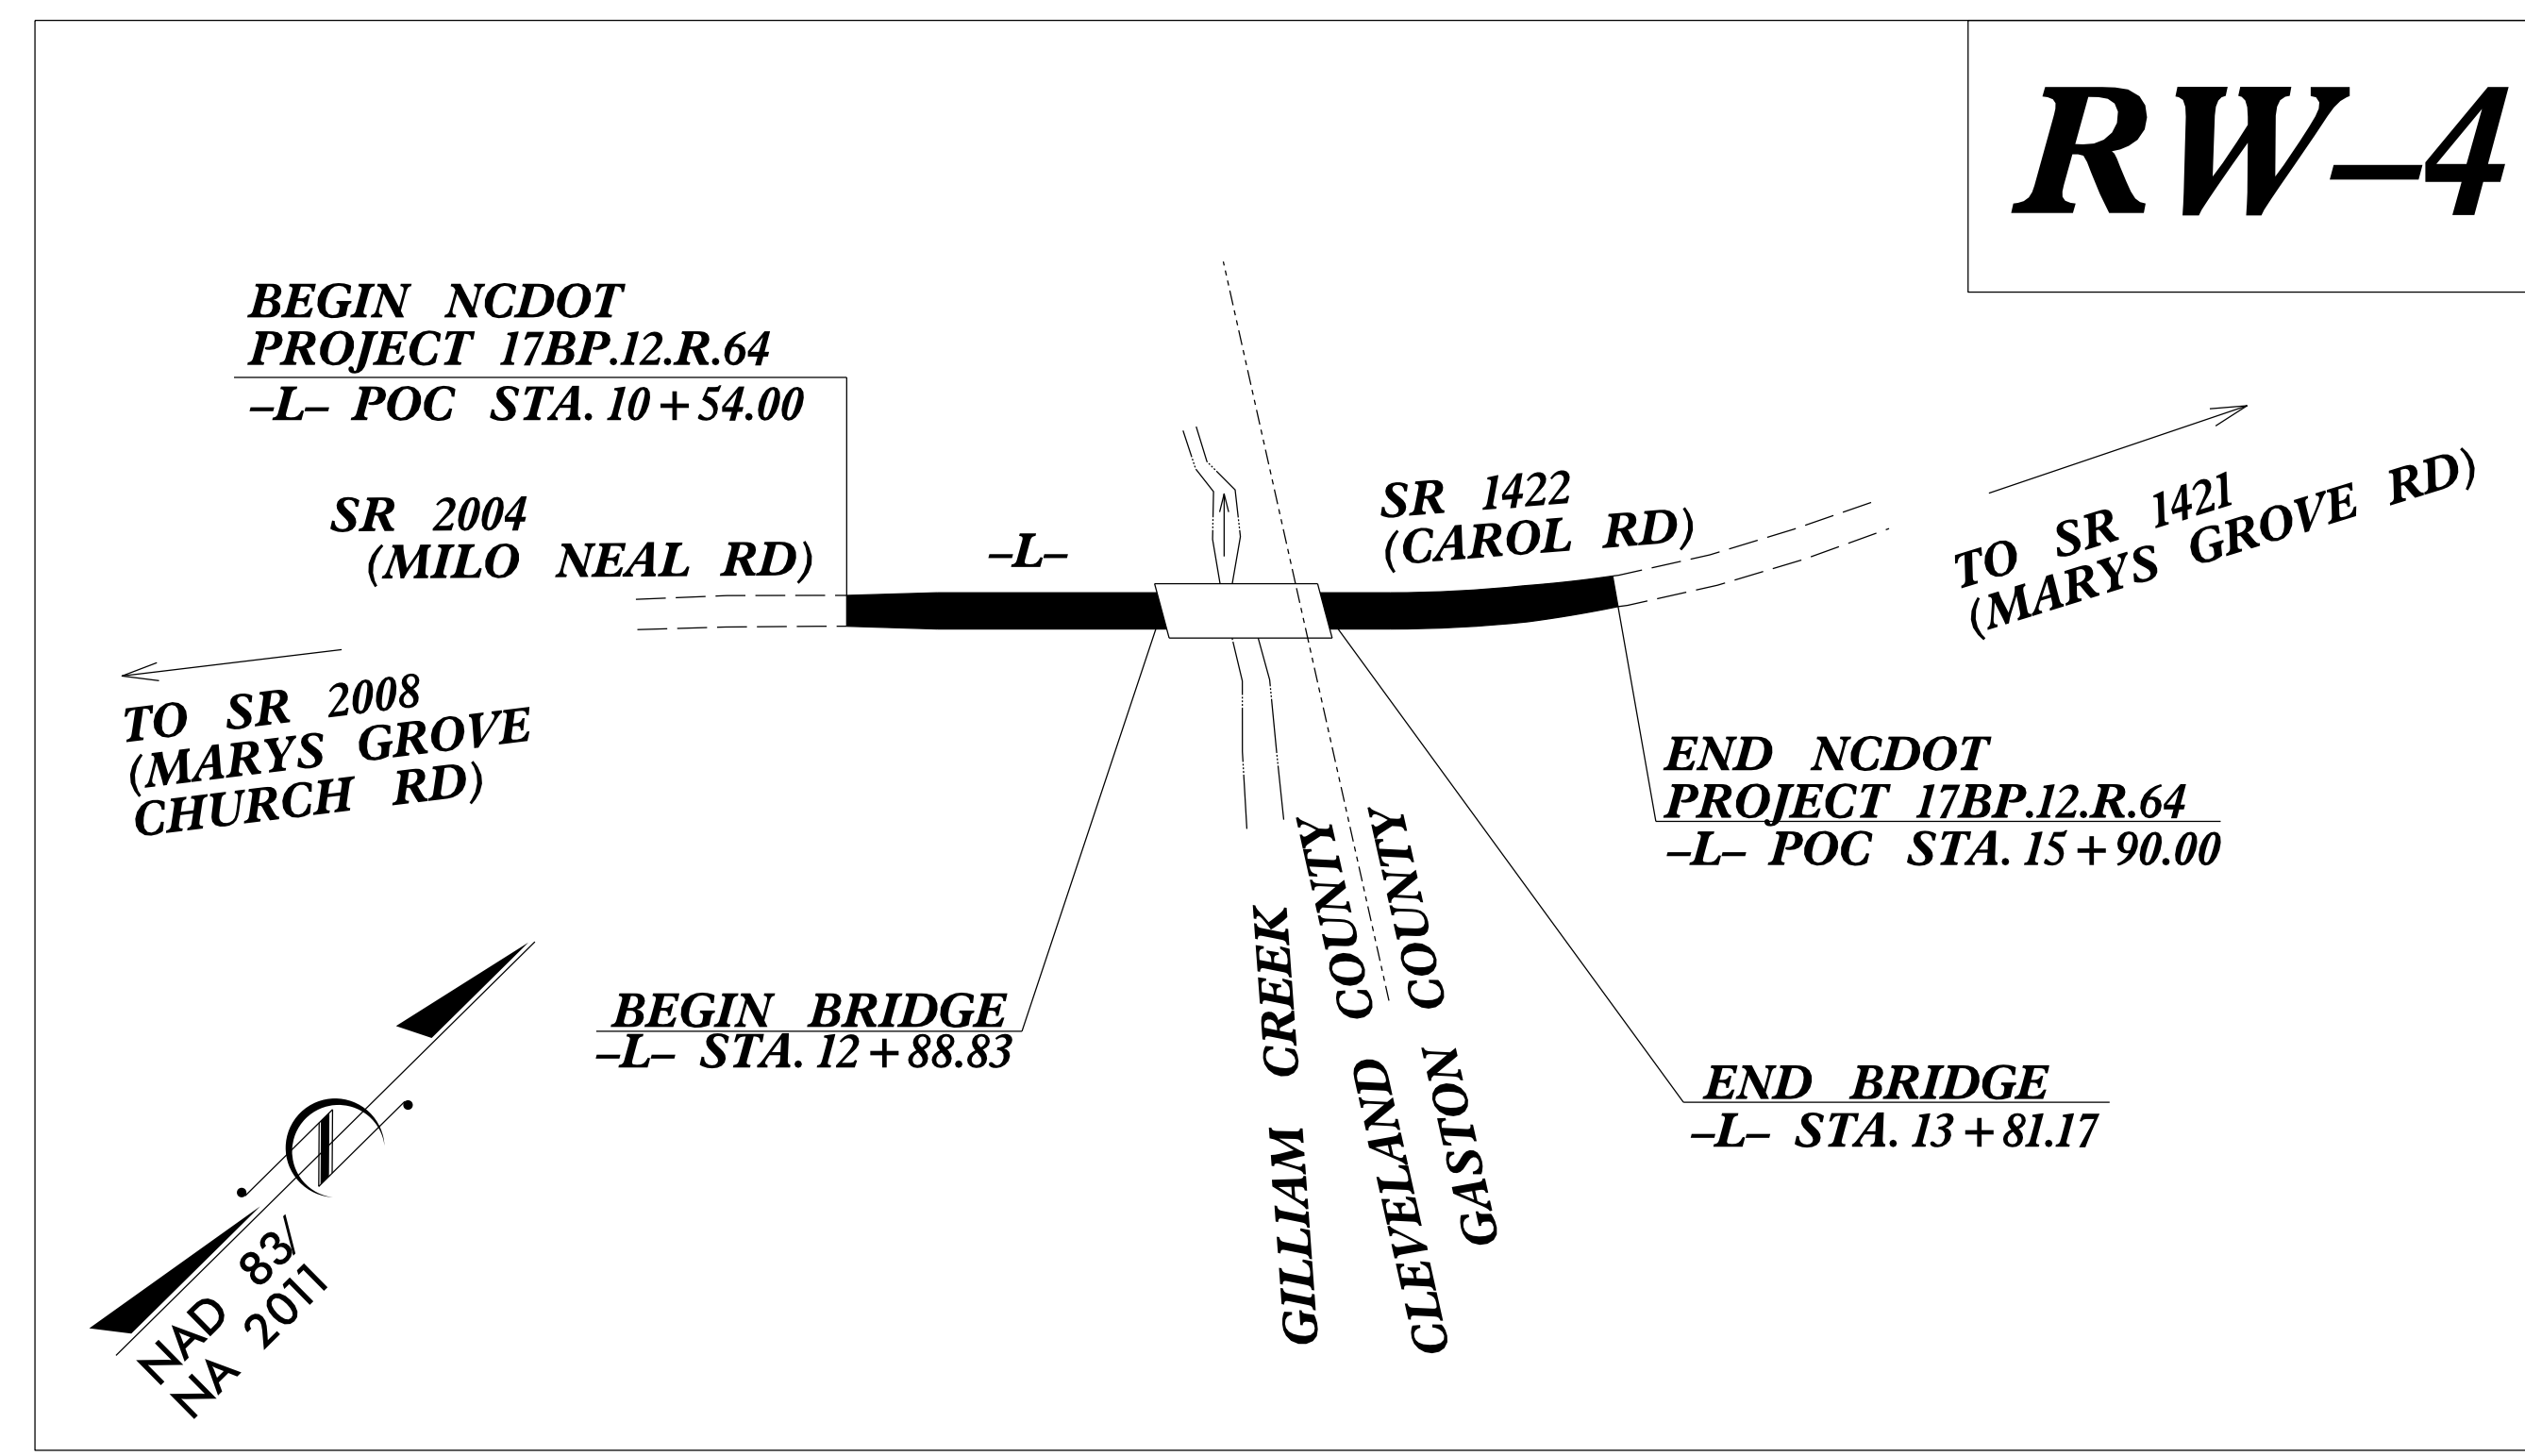 RW–4
BEGIN NCDOT
PROJECT 17BP.12.R.64
–L– POC STA. 10+54.00
SR 2004
(MILO NEAL RD)
–L–
SR 1422
(CAROL RD)
TO SR 1421
(MARYS GROVE RD)
TO SR 2008
(MARYS GROVE
CHURCH RD)
END NCDOT
PROJECT 17BP.12.R.64
–L– POC STA. 15+90.00
BEGIN BRIDGE
–L– STA. 12+88.83
GILLIAM CREEK
CLEVELAND COUNTY
GASTON COUNTY
END BRIDGE
–L– STA. 13+81.17
NAD 83/
NA 2011